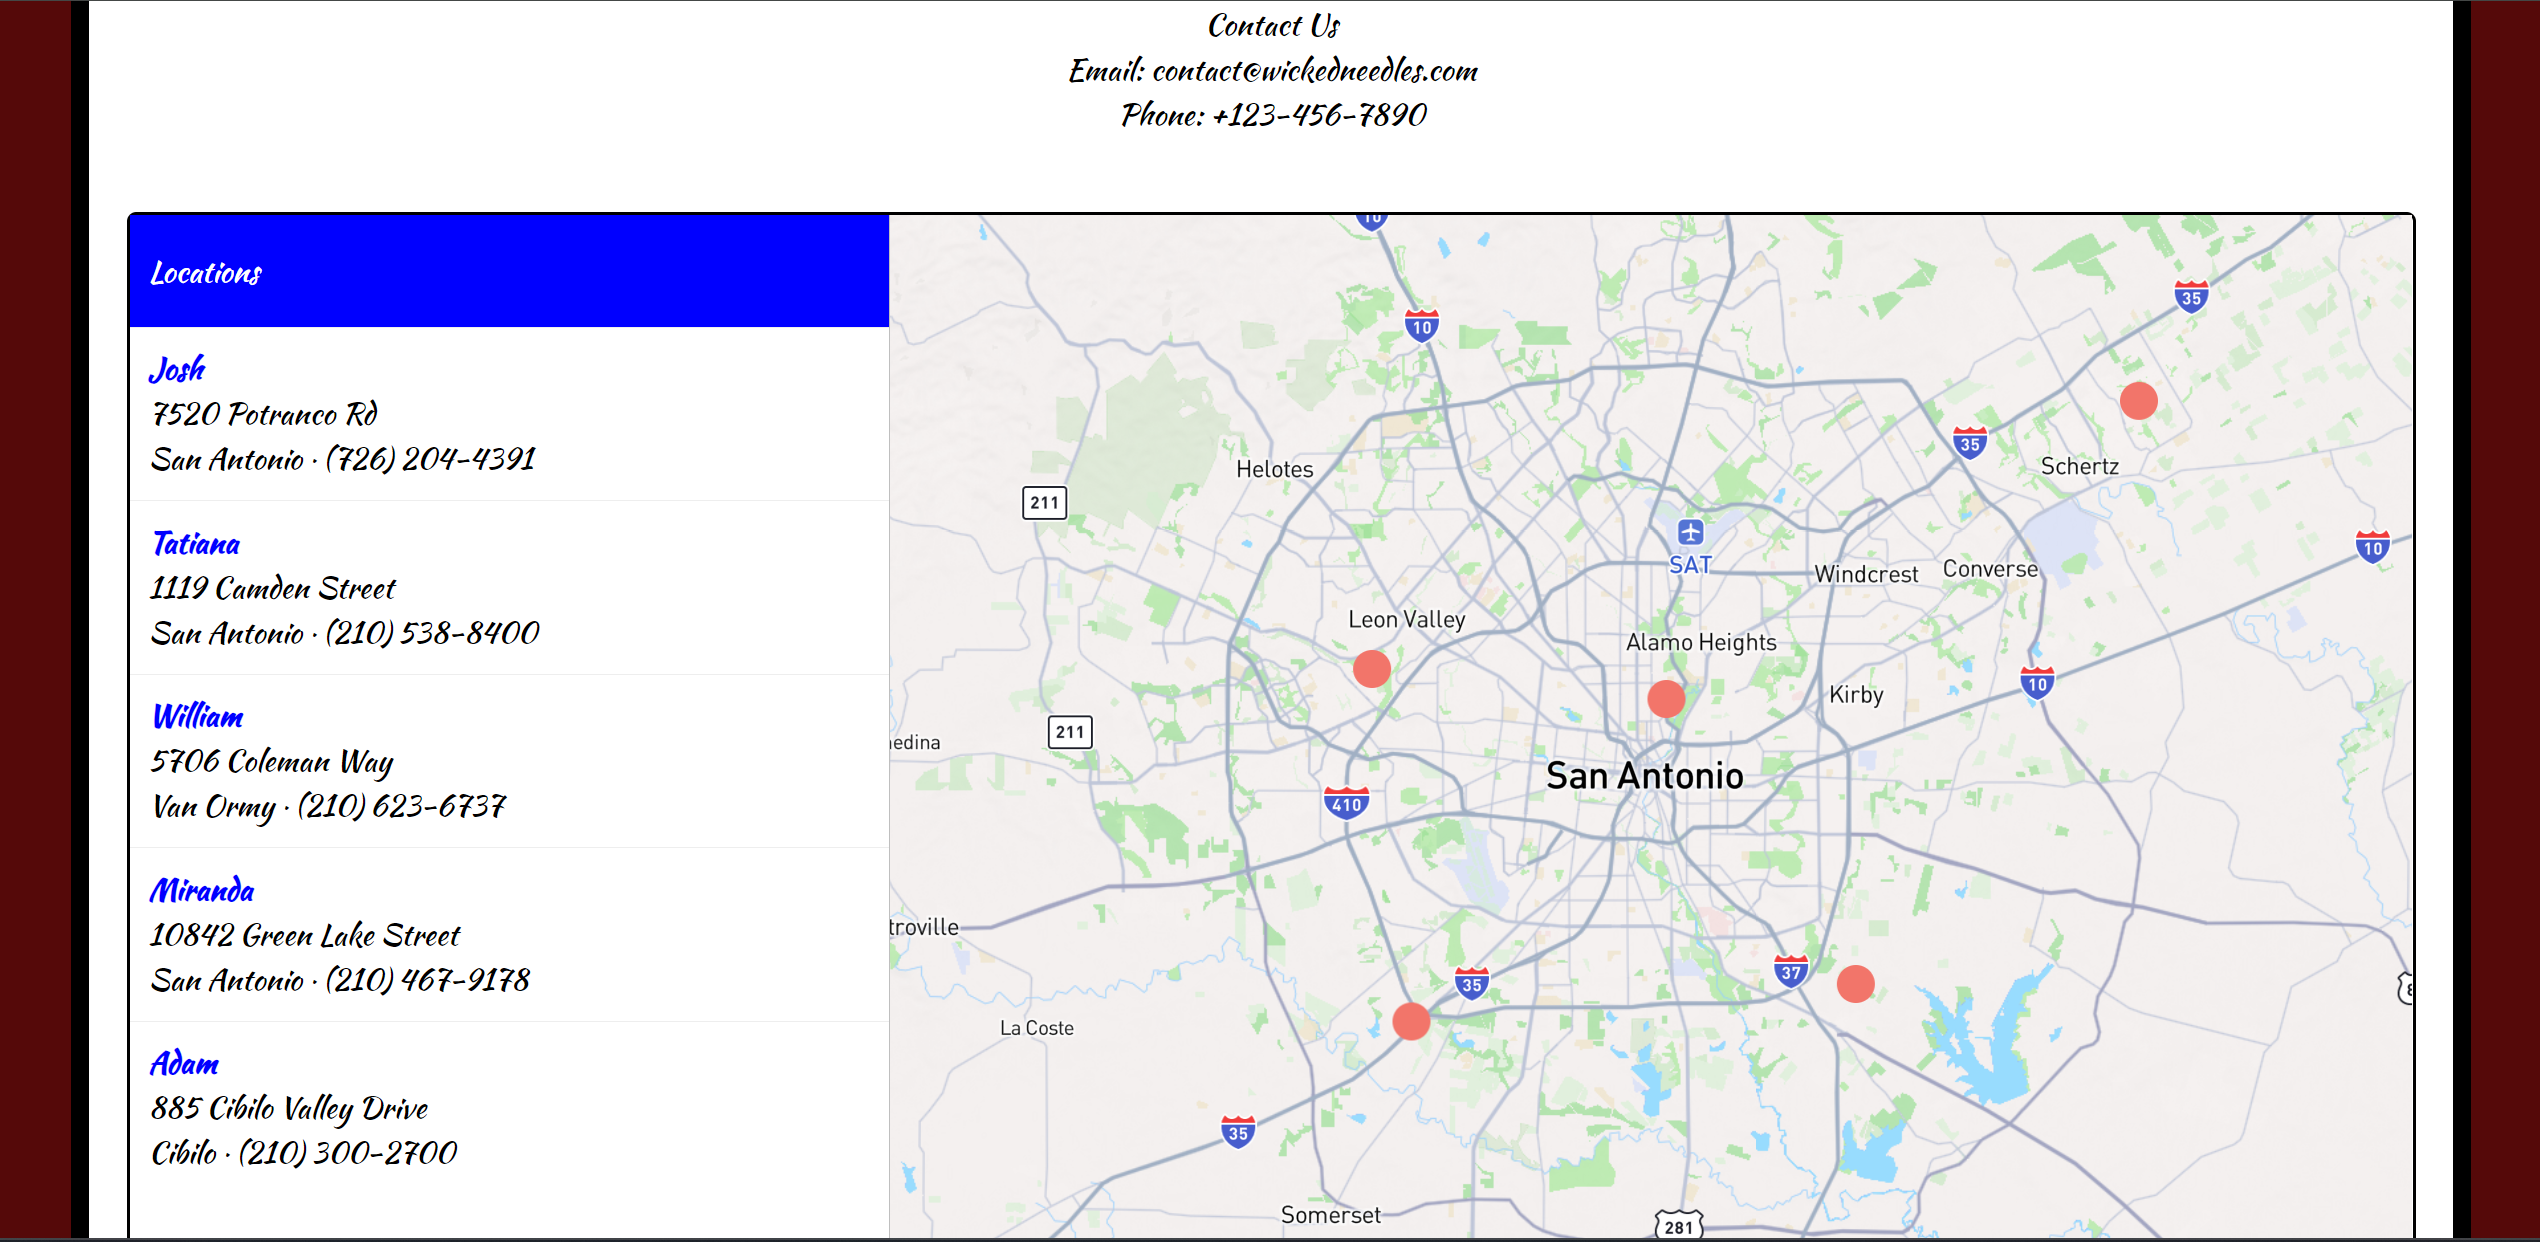 Contact Us
Email: contact@wickedneedles.com
Phone: +123-456-7890
Locations
Josh
7520 Potranco Rd
San Antonio · (726) 204-4391
Tatiana
1119 Camden Street
San Antonio · (210) 538-8400
William
5706 Coleman Way
Van Ormy · (210) 623-6737
Miranda
10842 Green Lake Street
San Antonio · (210) 467-9178
Adam
885 Cibilo Valley Drive
Cibilo · (210) 300-2700
10
35
10
35
Helotes
Schertz
211
SAT
10
Windcrest
Converse
Leon Valley
Alamo Heights
10
Kirby
211
edina
San Antonio
410
troville
35
37
8
La Coste
35
Somerset
281